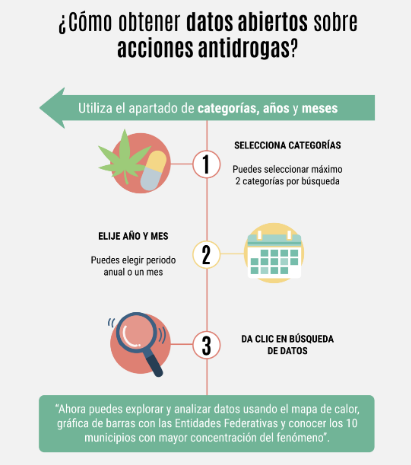 ¿Cómo obtener datos abiertos sobre
acciones antidrogas?
Utiliza el apartado de categorías, años y meses
1
SELECCIONA CATEGORÍAS
Puedes seleccionar máximo
2 categorías por búsqueda
ELIJE AÑO Y MES
Puedes elegir periodo
anual o un mes
2
3
DA CLIC EN BÚSQUEDA
DE DATOS
"Ahora puedes explorar y analizar datos usando el mapa de calor,
gráfica de barras con las Entidades Federativas y conocer los 10
municipios con mayor concentración del fenómeno".